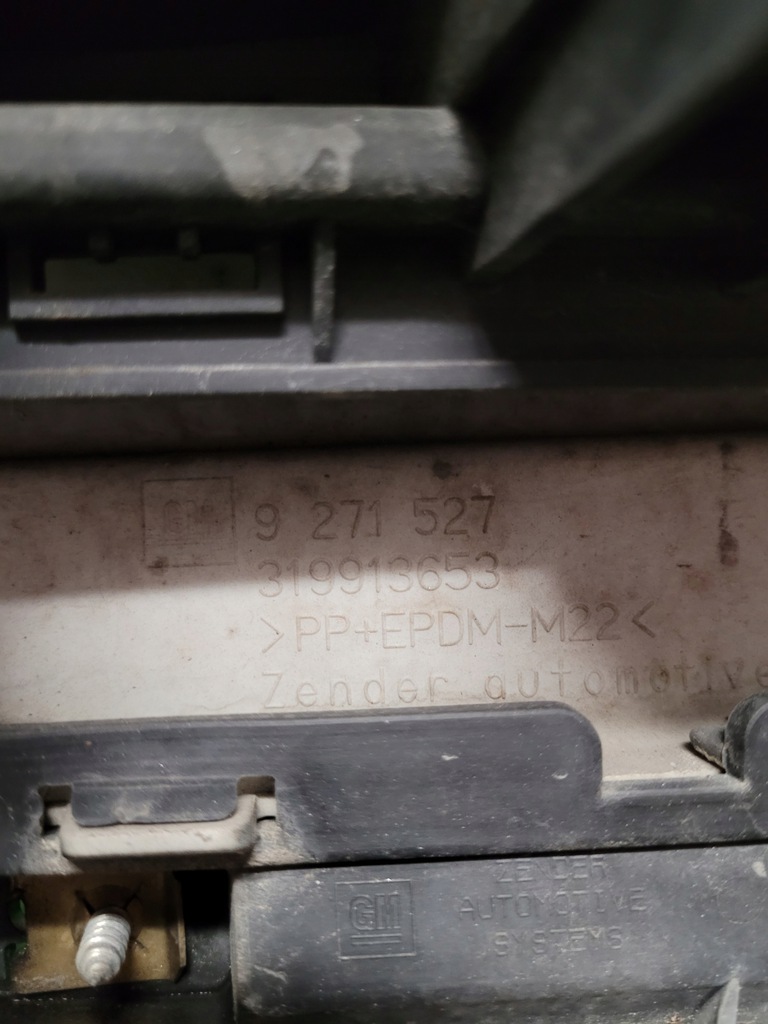 GM 9 271 527
319913653
>PP+EPDM-M22<
Zender automotive
GM
ZENDER
AUTOMOTIVE
SYSTEMS